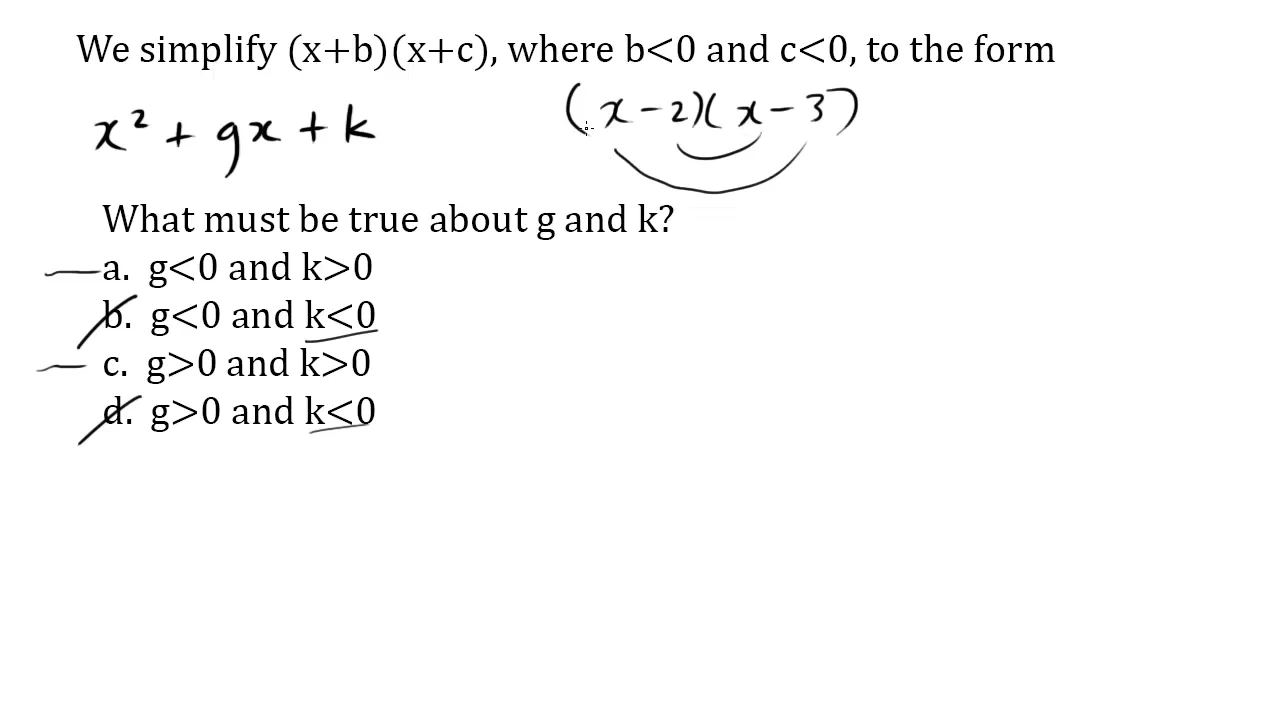 We simplify (x+b)(x+c), where b<0 and c<0, to the form
x² + gx + k
(x - 2)(x - 3)
What must be true about g and k?
a. g<0 and k>0
b. g<0 and k<0
c. g>0 and k>0
d. g>0 and k<0